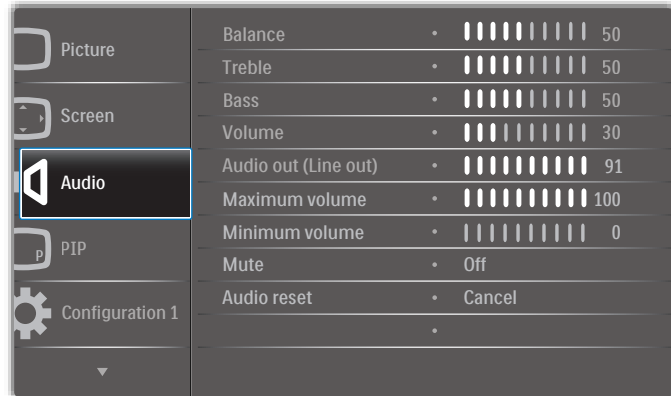 Picture
Screen
Audio
P
PIP
Configuration 1
Balance • 50
Treble • 50
Bass • 50
Volume • 30
Audio out (Line out) • 91
Maximum volume • 100
Minimum volume • 0
Mute • Off
Audio reset • Cancel
•